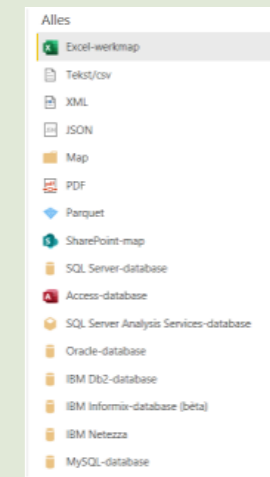 Alles
Excel-werkmap
Tekst/csv
XML
JSON
Map
PDF
Parquet
SharePoint-map
SQL Server-database
Access-database
SQL Server Analysis Services-database
Oracle-database
IBM Db2-database
IBM Informix-database (bèta)
IBM Netezza
MySQL-database